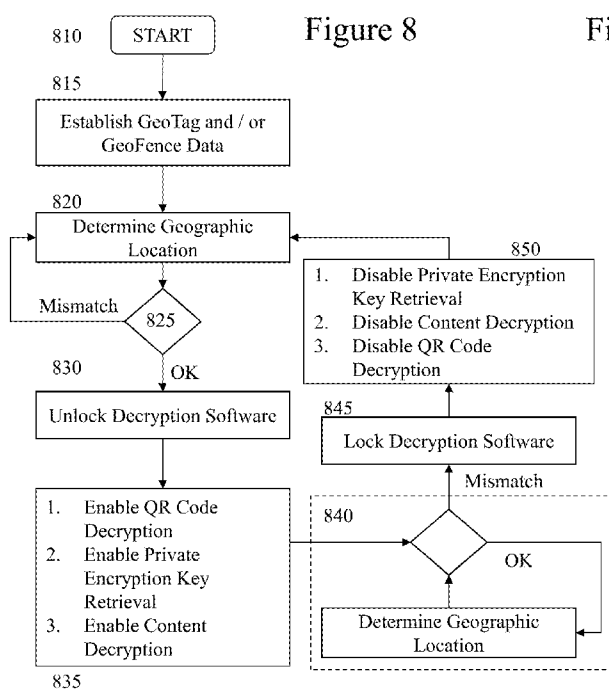 810
START
Figure 8
Fi
815
Establish GeoTag and / or
GeoFence Data
820
Determine Geographic
Location
Mismatch
825
OK
830
Unlock Decryption Software
1. Enable QR Code
Decryption
2. Enable Private
Encryption Key
Retrieval
3. Enable Content
Decryption
835
850
1. Disable Private Encryption
Key Retrieval
2. Disable Content Decryption
3. Disable QR Code
Decryption
845
Lock Decryption Software
Mismatch
840
OK
Determine Geographic
Location